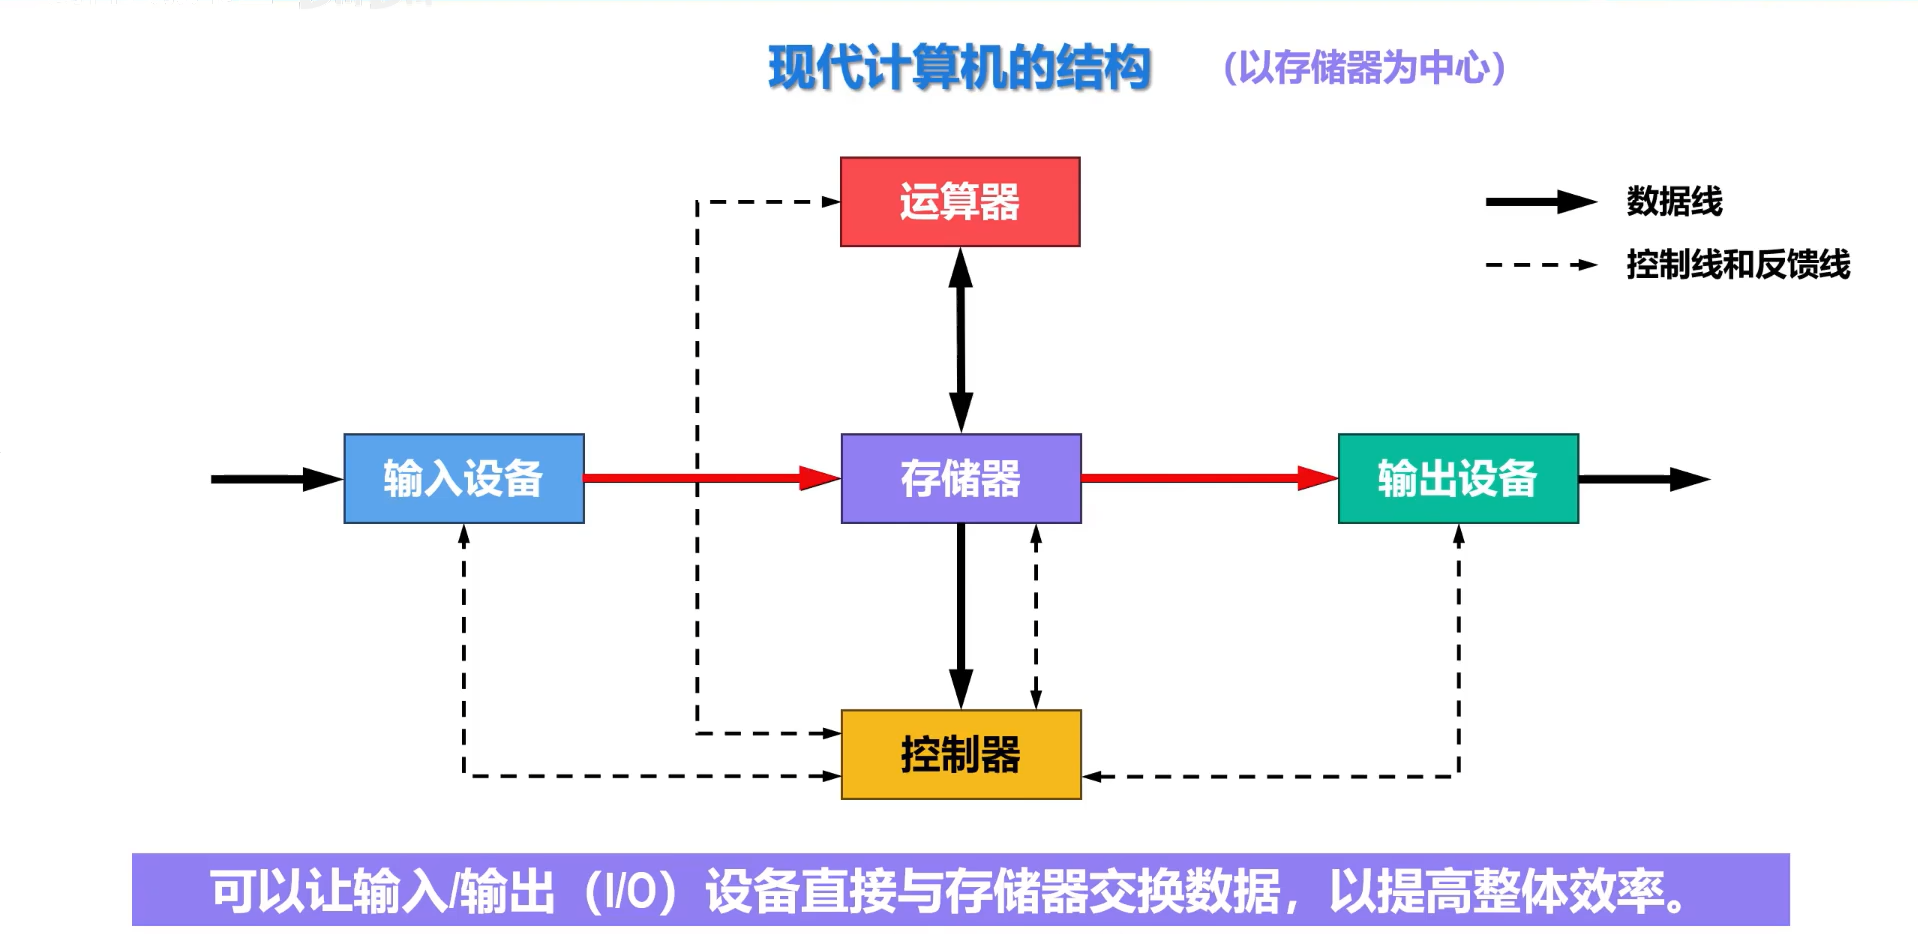 现代计算机的结构 （以存储器为中心）
运算器
数据线
控制线和反馈线
输入设备
存储器
输出设备
控制器
可以让输入/输出（I/O）设备直接与存储器交换数据，以提高整体效率。